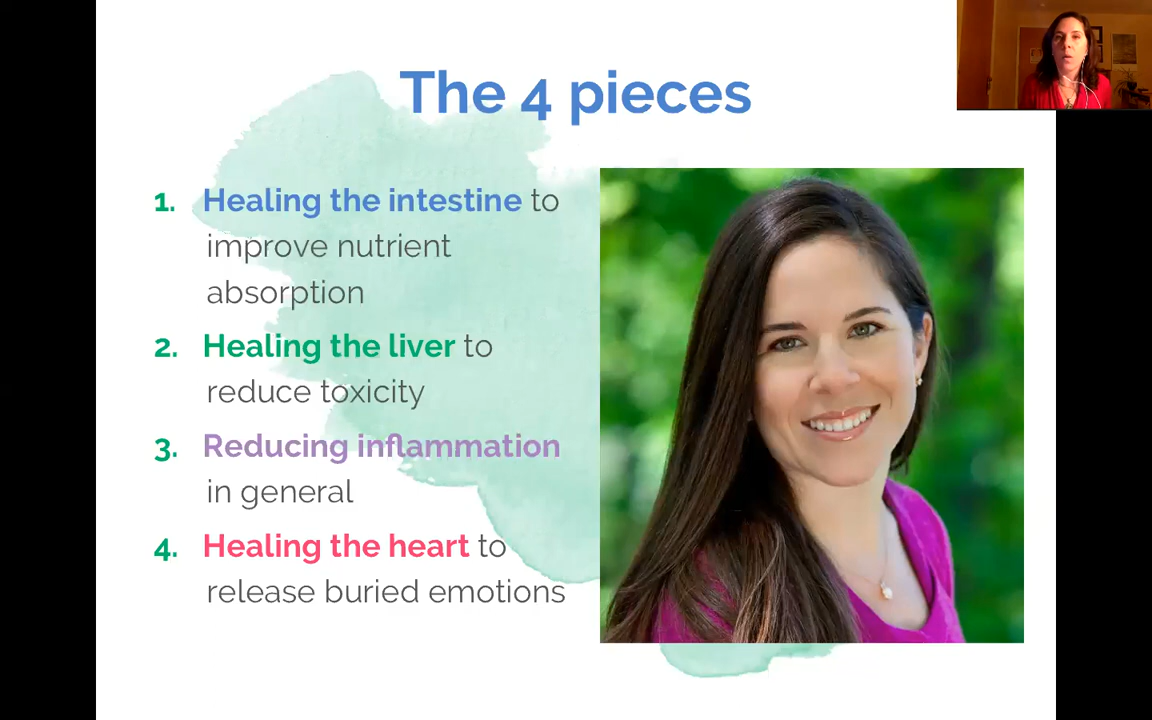 The 4 pieces
1. Healing the intestine to
improve nutrient
absorption
2. Healing the liver to
reduce toxicity
3. Reducing inflammation
in general
4. Healing the heart to
release buried emotions